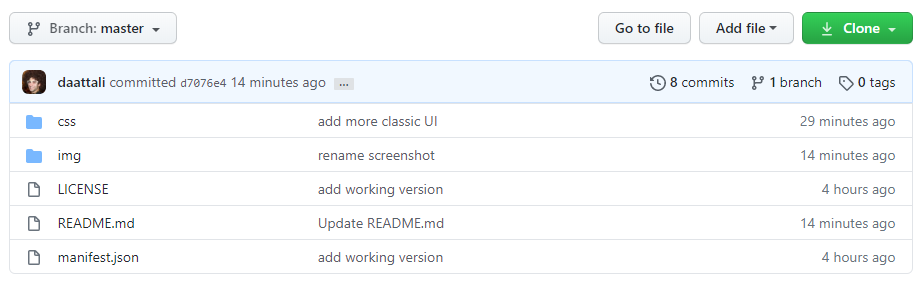 Branch: master Go to file Add file Clone
daattali committed d7076e4 14 minutes ago ... 8 commits 1 branch 0 tags
css add more classic UI 29 minutes ago
img rename screenshot 14 minutes ago
LICENSE add working version 4 hours ago
README.md Update README.md 14 minutes ago
manifest.json add working version 4 hours ago